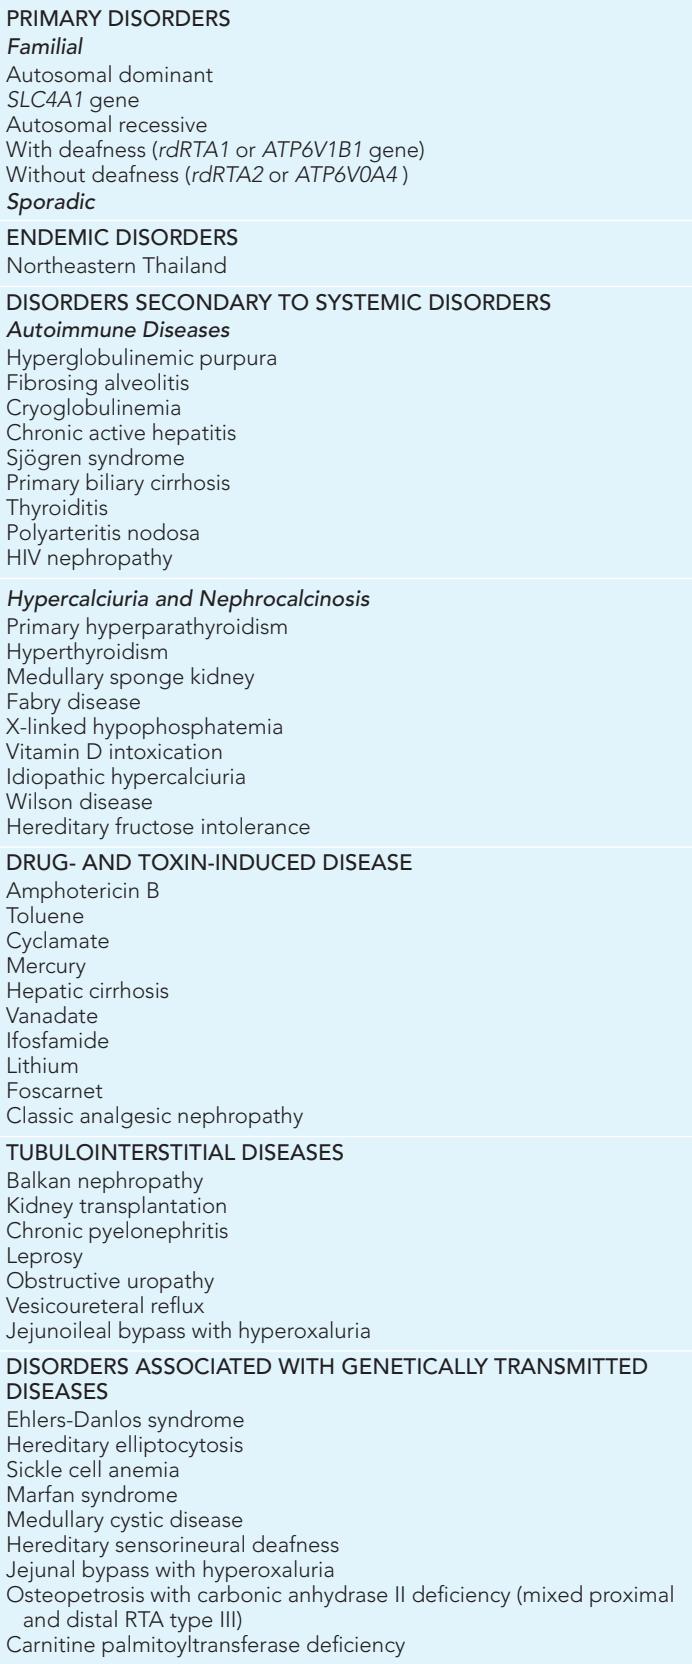 PRIMARY DISORDERS
Familial
Autosomal dominant
SLC4A1 gene
Autosomal recessive
With deafness (rdRTA1 or ATP6V1B1 gene)
Without deafness (rdRTA2 or ATP6V0A4 )
Sporadic
ENDEMIC DISORDERS
Northeastern Thailand
DISORDERS SECONDARY TO SYSTEMIC DISORDERS
Autoimmune Diseases
Hyperglobulinemic purpura
Fibrosing alveolitis
Cryoglobulinemia
Chronic active hepatitis
Sjögren syndrome
Primary biliary cirrhosis
Thyroiditis
Polyarteritis nodosa
HIV nephropathy
Hypercalciuria and Nephrocalcinosis
Primary hyperparathyroidism
Hyperthyroidism
Medullary sponge kidney
Fabry disease
X-linked hypophosphatemia
Vitamin D intoxication
Idiopathic hypercalciuria
Wilson disease
Hereditary fructose intolerance
DRUG- AND TOXIN-INDUCED DISEASE
Amphotericin B
Toluene
Cyclamate
Mercury
Hepatic cirrhosis
Vanadate
Ifosfamide
Lithium
Foscarnet
Classic analgesic nephropathy
TUBULOINTERSTITIAL DISEASES
Balkan nephropathy
Kidney transplantation
Chronic pyelonephritis
Leprosy
Obstructive uropathy
Vesicoureteral reflux
Jejunoileal bypass with hyperoxaluria
DISORDERS ASSOCIATED WITH GENETICALLY TRANSMITTED
DISEASES
Ehlers-Danlos syndrome
Hereditary elliptocytosis
Sickle cell anemia
Marfan syndrome
Medullary cystic disease
Hereditary sensorineural deafness
Jejunal bypass with hyperoxaluria
Osteopetrosis with carbonic anhydrase II deficiency (mixed proximal
and distal RTA type III)
Carnitine palmitoyltransferase deficiency